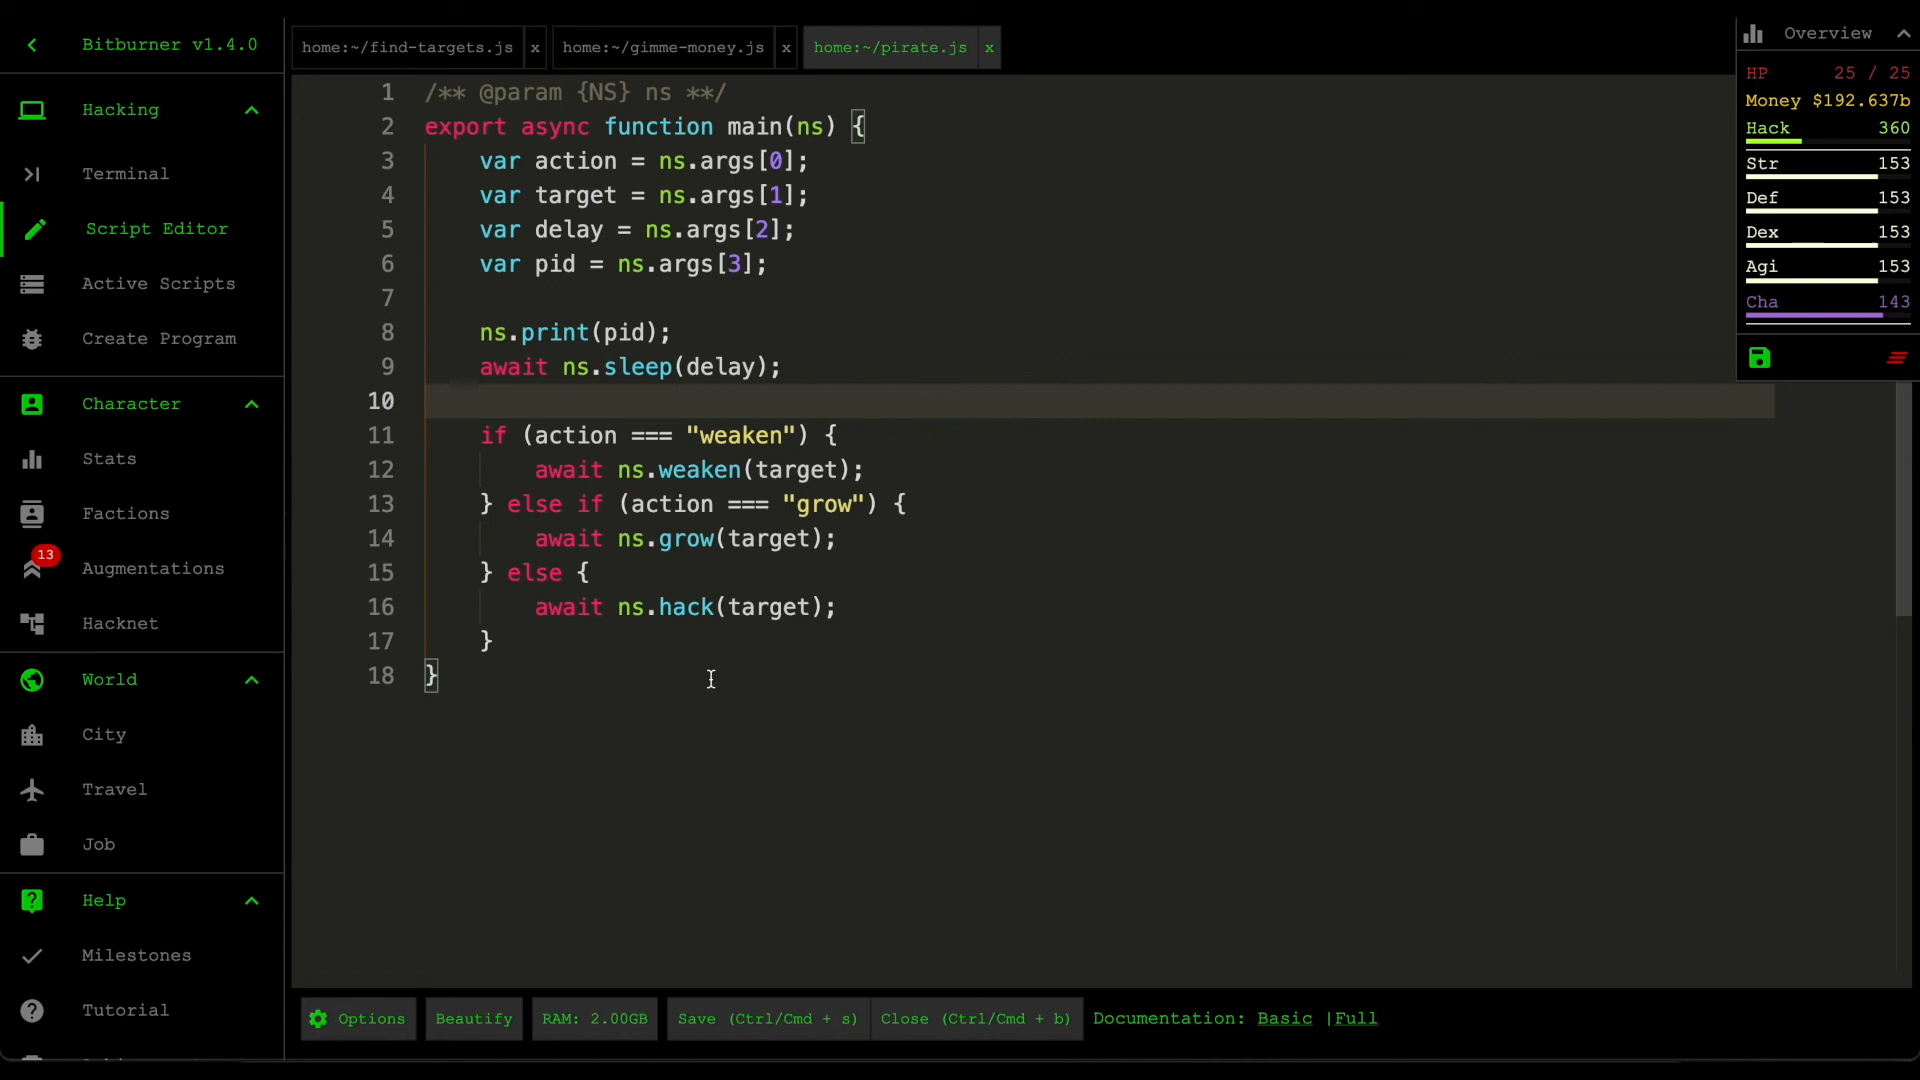 Bitburner v1.4.0
Hacking
Terminal
Script Editor
Active Scripts
Create Program
Character
Stats
Factions
13
Augmentations
Hacknet
World
City
Travel
Job
Help
Milestones
Tutorial
home:~/find-targets.js x
home:~/gimme-money.js x
home:~/pirate.js x
1 /** @param {NS} ns **/
2 export async function main(ns) {
3 var action = ns.args[0];
4 var target = ns.args[1];
5 var delay = ns.args[2];
6 var pid = ns.args[3];
7
8 ns.print(pid);
9 await ns.sleep(delay);
10
11 if (action === "weaken") {
12 await ns.weaken(target);
13 } else if (action === "grow") {
14 await ns.grow(target);
15 } else {
16 await ns.hack(target);
17 }
18 }
Options
Beautify
RAM: 2.00GB
Save (Ctrl/Cmd + s)
Close (Ctrl/Cmd + b)
Documentation: Basic |Full
Overview
HP 25 / 25
Money $192.637b
Hack 360
Str 153
Def 153
Dex 153
Agi 153
Cha 143